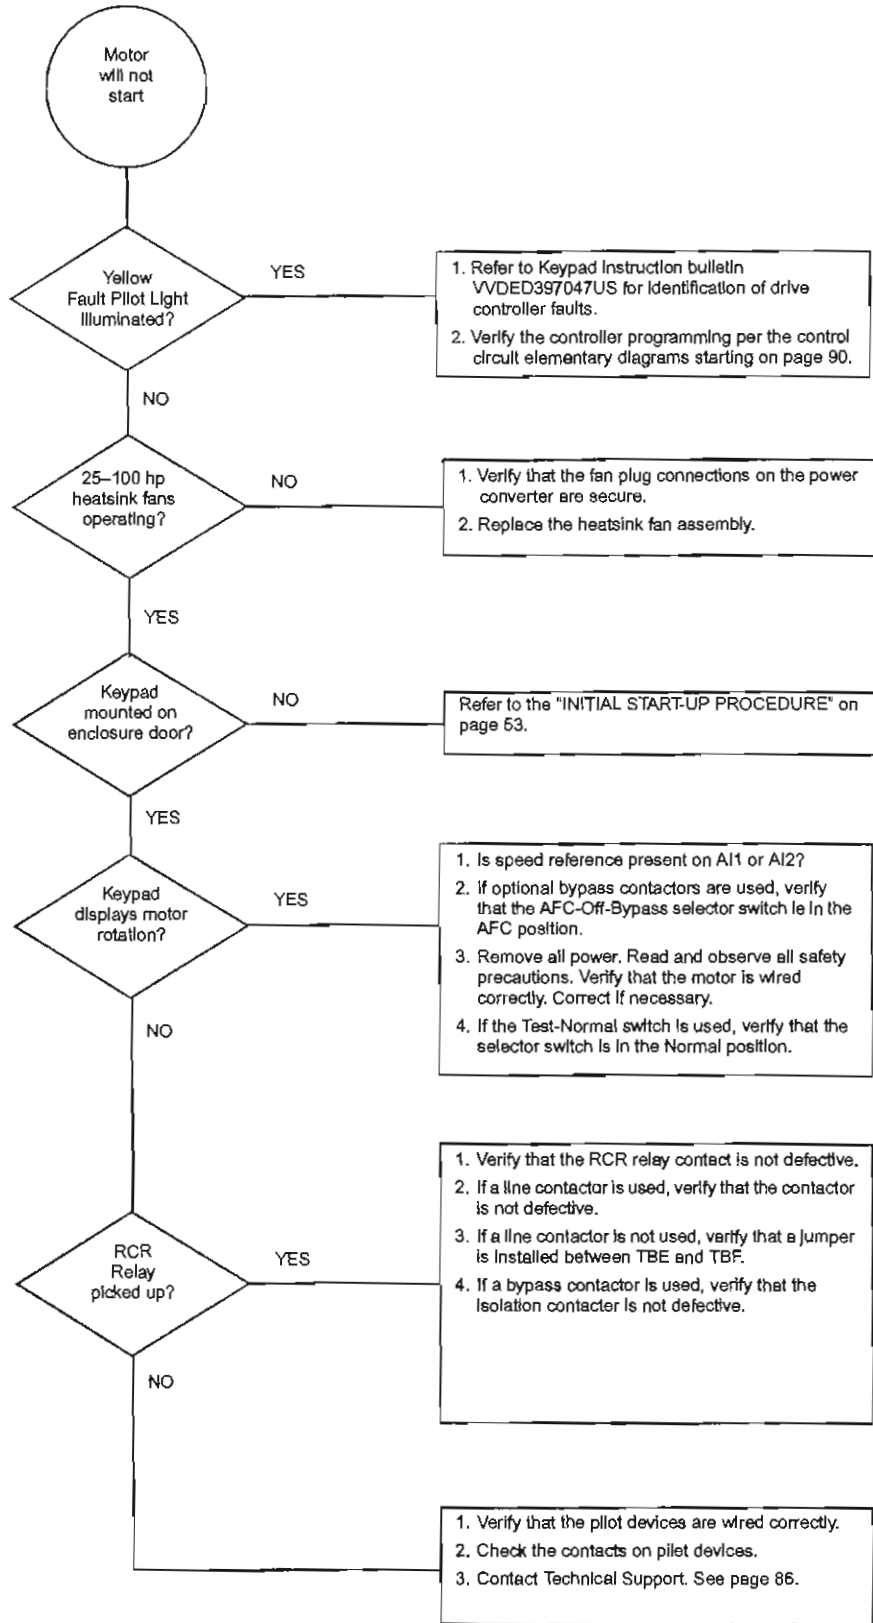 Motor
will not
start
Yellow
Fault Pilot Light
Illuminated?
YES
1. Refer to Keypad Instruction bulletin
VVDED397047US for identification of drive
controller faults.
2. Verify the controller programming per the control
circuit elementary diagrams starting on page 90.
NO
25–100 hp
heatsink fans
operating?
NO
1. Verify that the fan plug connections on the power
converter are secure.
2. Replace the heatsink fan assembly.
YES
Keypad
mounted on
enclosure door?
NO
Refer to the "INITIAL START-UP PROCEDURE" on
page 53.
YES
Keypad
displays motor
rotation?
YES
1. Is speed reference present on AI1 or AI2?
2. If optional bypass contactors are used, verify
that the AFC-Off-Bypass selector switch is in the
AFC position.
3. Remove all power. Read and observe all safety
precautions. Verify that the motor is wired
correctly. Correct if necessary.
4. If the Test-Normal switch is used, verify that the
selector switch is in the Normal position.
NO
RCR
Relay
picked up?
YES
1. Verify that the RCR relay contact is not defective.
2. If a line contactor is used, verify that the contactor
is not defective.
3. If a line contactor is not used, verify that a jumper
is installed between TBE and TBF.
4. If a bypass contactor is used, verify that the
isolation contacter is not defective.
NO
1. Verify that the pilot devices are wired correctly.
2. Check the contacts on pilot devices.
3. Contact Technical Support. See page 86.